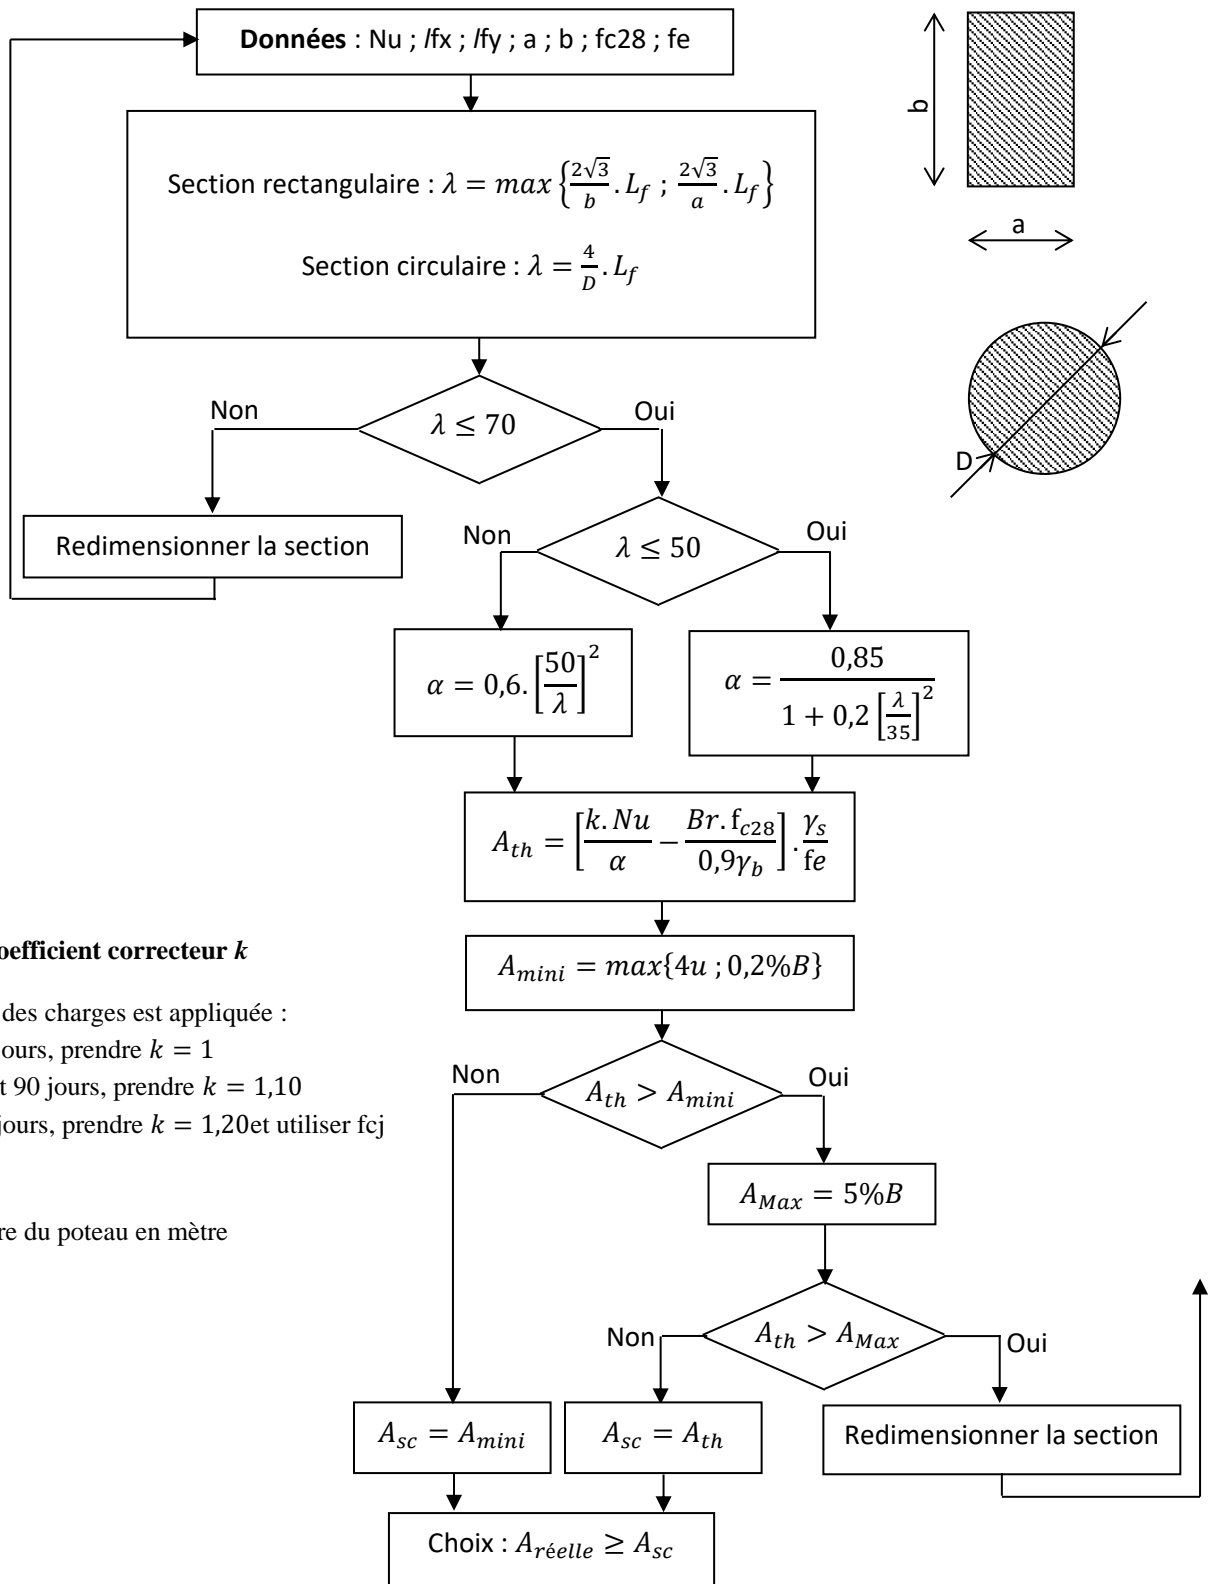 Données : Nu ; lfx ; lfy ; a ; b ; fc28 ; fe
b
a
Section rectangulaire : λ = max {2√3/b . L_f ; 2√3/a . L_f}
Section circulaire : λ = 4/D . L_f
D
Non
λ ≤ 70
Oui
Redimensionner la section
Non
λ ≤ 50
Oui
α = 0,6. [50/λ]²
α = 0,85 / (1 + 0,2 [λ/35]²)
A_th = [k. Nu/α − Br. f_c28/0,9γ_b] . γ_s/fe
oefficient correcteur k
A_mini = max{4u ; 0,2%B}
des charges est appliquée :
ours, prendre k = 1
t 90 jours, prendre k = 1,10
jours, prendre k = 1,20et utiliser fcj
Non
A_th > A_mini
Oui
A_Max = 5%B
re du poteau en mètre
Non
A_th > A_Max
Oui
A_sc = A_mini
A_sc = A_th
Redimensionner la section
Choix : A_réelle ≥ A_sc